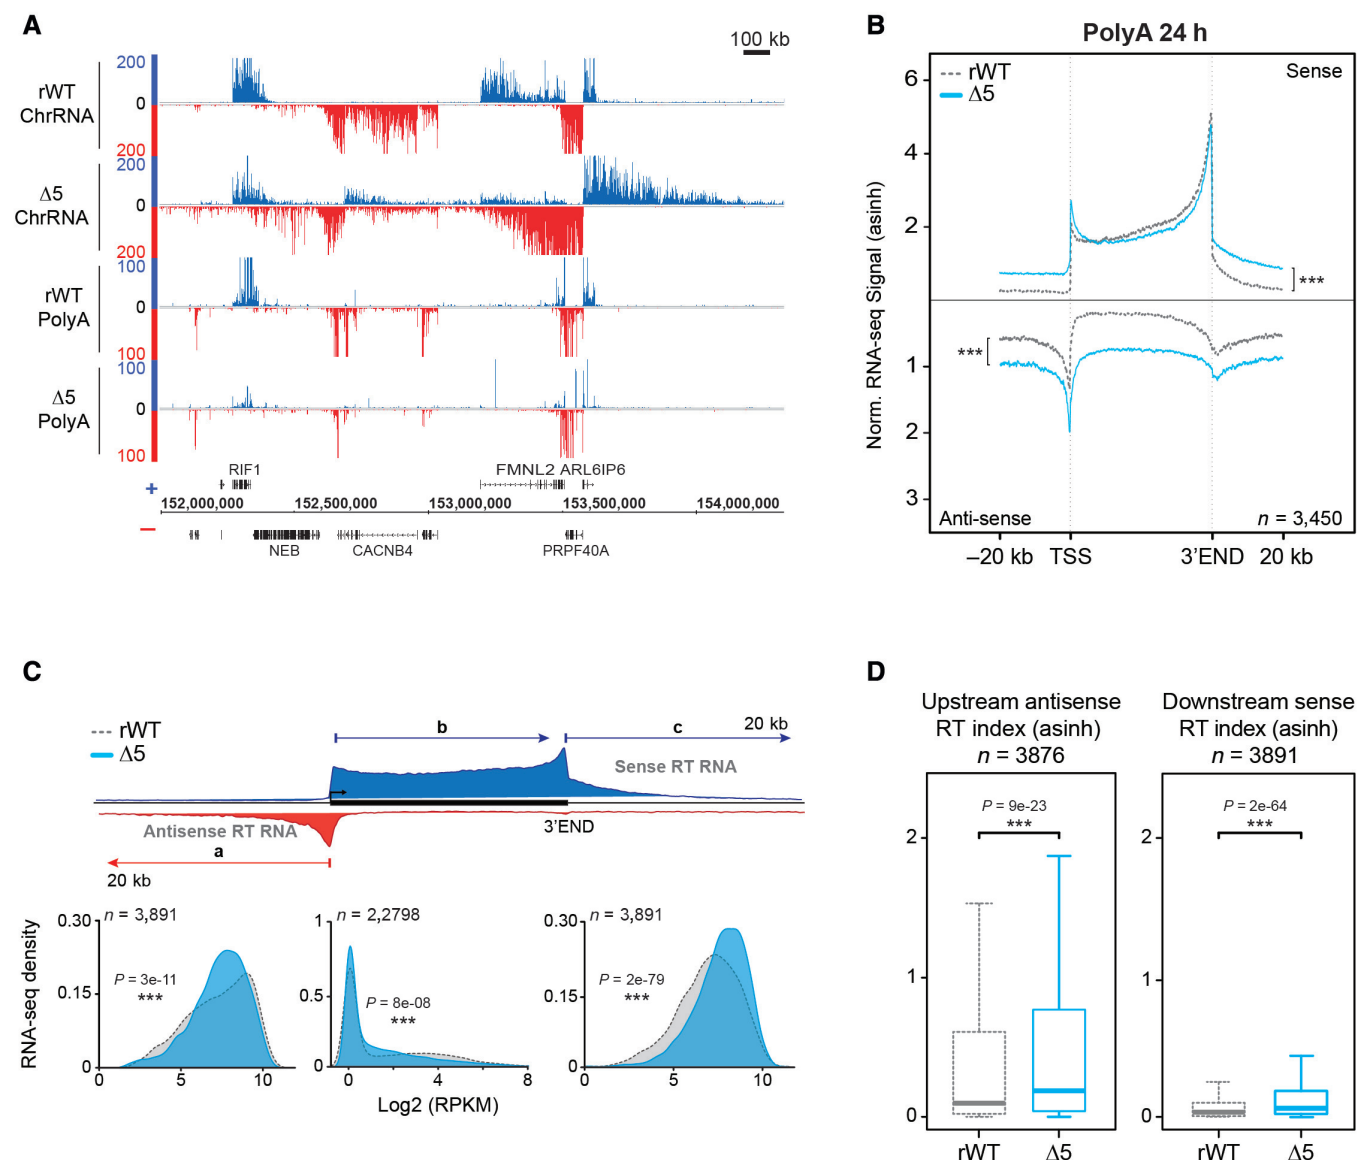 A
100 kb
rWT
ChrRNA
200
0
200
Δ5
ChrRNA
200
0
200
rWT
PolyA
100
0
100
Δ5
PolyA
100
0
100
RIF1
FMNL2 ARL6IP6
+
152,000,000 152,500,000 153,000,000 153,500,000 154,000,000
–
NEB CACNB4 PRPF40A
B
PolyA 24 h
rWT
Δ5
Sense
Norm. RNA-seq Signal (asinh)
6
4
2
***
***
1
2
3
Anti-sense
n = 3,450
–20 kb TSS 3'END 20 kb
C
rWT
Δ5
b
c
20 kb
Sense RT RNA
Antisense RT RNA
3'END
a
20 kb
RNA-seq density
0.30
0.15
0
n = 3,891
P = 3e-11
***
0 5 10
1
0.5
0
n = 2,2798
P = 8e-08
***
0 4 8
0.30
0.15
0
n = 3,891
P = 2e-79
***
0 5 10
Log2 (RPKM)
D
Upstream antisense
RT index (asinh)
n = 3876
P = 9e-23
***
2
1
0
rWT Δ5
Downstream sense
RT index (asinh)
n = 3891
P = 2e-64
***
2
1
0
rWT Δ5